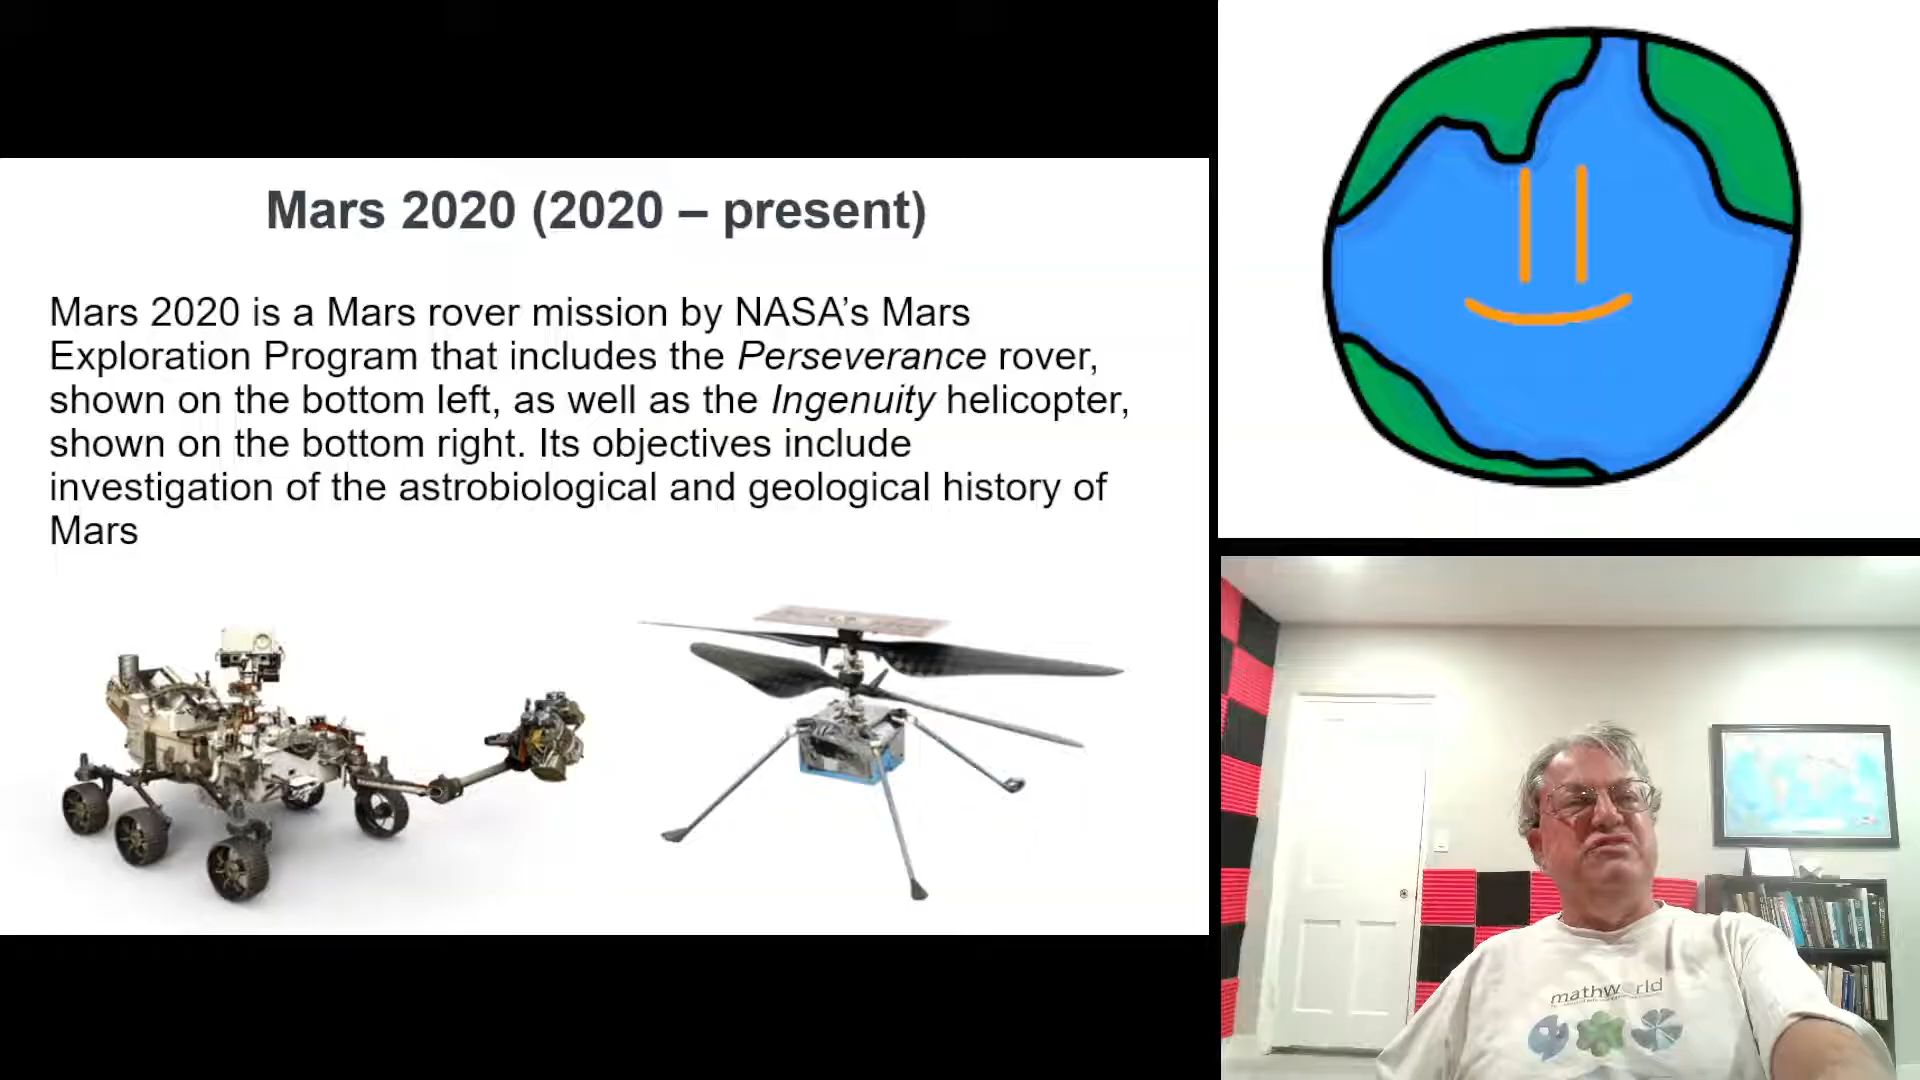 Mars 2020 (2020 – present)
Mars 2020 is a Mars rover mission by NASA’s Mars
Exploration Program that includes the Perseverance rover,
shown on the bottom left, as well as the Ingenuity helicopter,
shown on the bottom right. Its objectives include
investigation of the astrobiological and geological history of
Mars
mathW rld